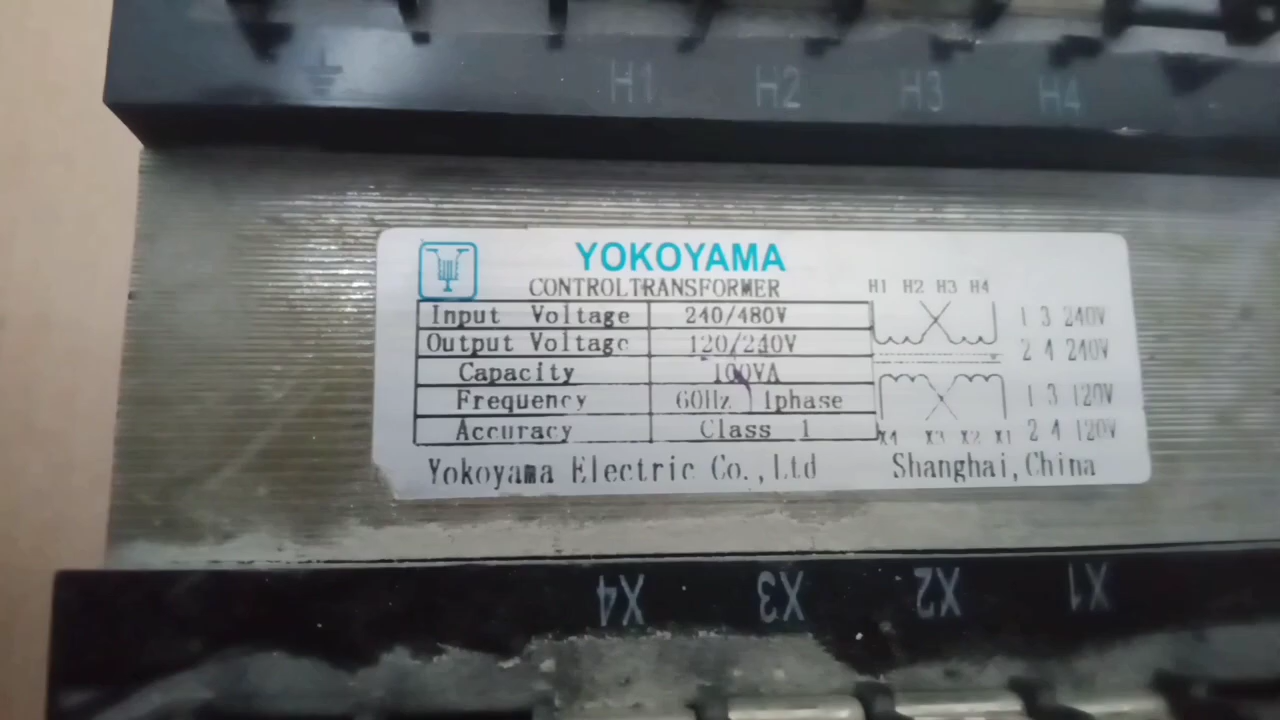 H1 H2 H3 H4
YOKOYAMA
CONTROLTRANSFORMER
Input Voltage 240/480V
Output Voltage 120/240V
Capacity 100VA
Frequency 60Hz 1phase
Accuracy Class 1
H1 H2 H3 H4
1 3 240V
2 4 240V
1 3 120V
X4 X3 X2 X1 2 4 120V
Yokoyama Electric Co.,Ltd Shanghai,China
X4 X3 X2 X1